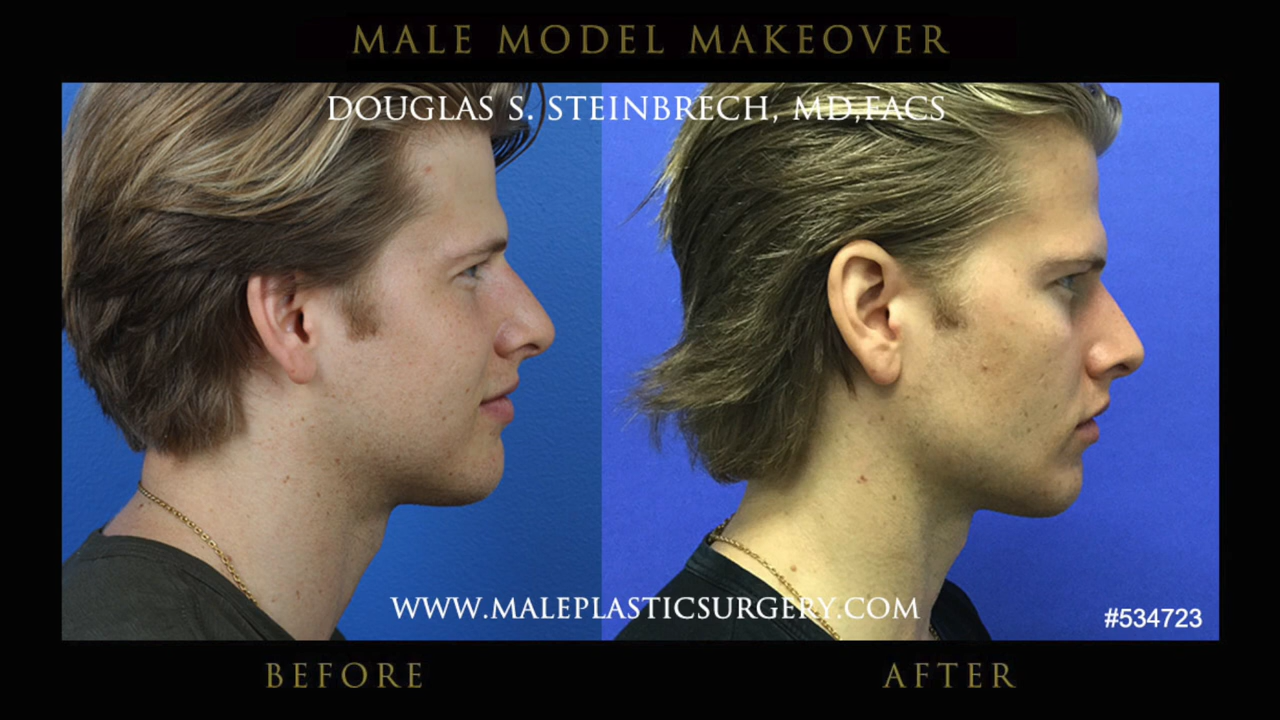 MALE MODEL MAKEOVER
DOUGLAS S. STEINBRECH, MD,FACS
WWW.MALEPLASTICSURGERY.COM
#534723
BEFORE
AFTER